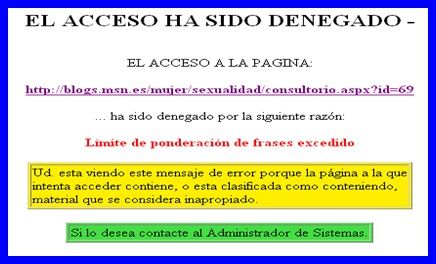 EL ACCESO HA SIDO DENEGADO -
EL ACCESO A LA PAGINA:
http://blogs.msn.es/mujer/sexualidad/consultorio.aspx?id=69
... ha sido denegado por la siguiente razón:
Límite de ponderación de frases excedido
Ud. esta viendo este mensaje de error porque la página a la que
intenta acceder contiene, o esta clasificada como conteniendo,
material que se considera inapropiado.
Si lo desea contacte al Administrador de Sistemas.